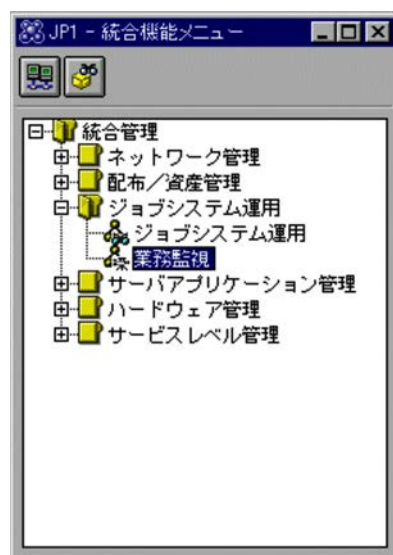 JP1 - 統合機能メニュー
統合管理
ネットワーク管理
配布／資産管理
ジョブシステム運用
ジョブシステム運用
業務監視
サーバアプリケーション管理
ハードウェア管理
サービスレベル管理